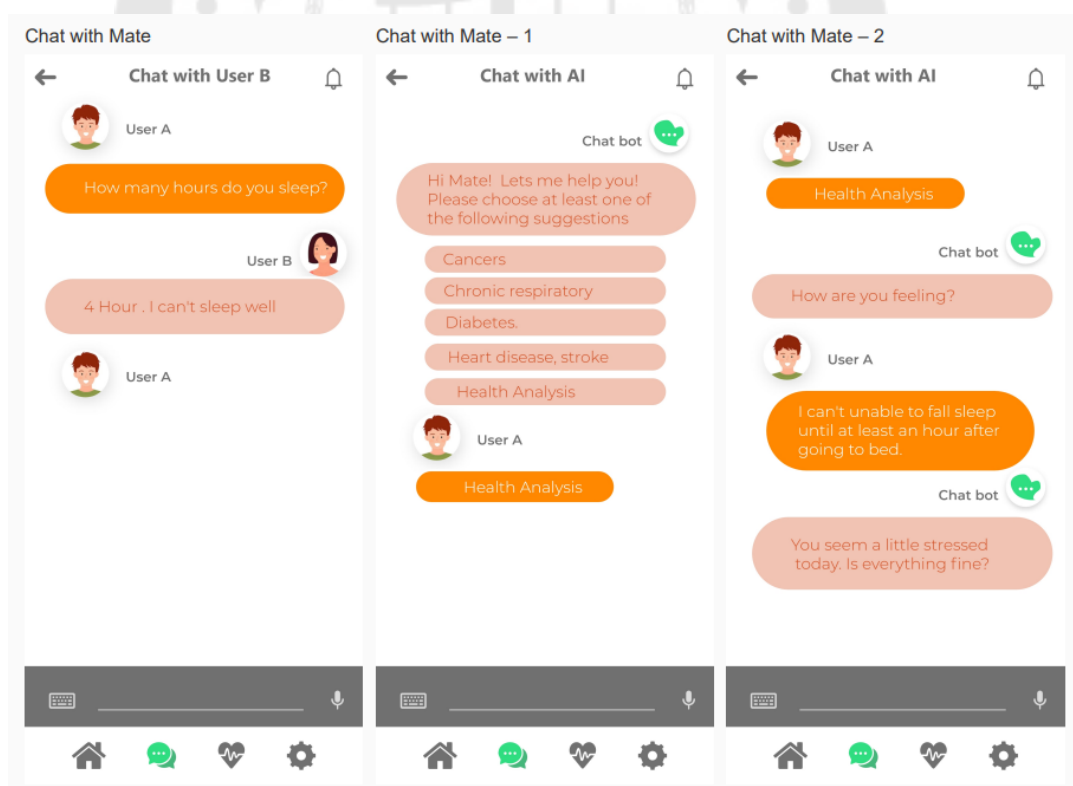 Chat with Mate
Chat with User B
User A
How many hours do you sleep?
User B
4 Hour . I can't sleep well
User A
Chat with Mate – 1
Chat with AI
Chat bot
Hi Mate!  Lets me help you!
Please choose at least one of
the following suggestions
Cancers
Chronic respiratory
Diabetes.
Heart disease, stroke
Health Analysis
User A
Health Analysis
Chat with Mate – 2
Chat with AI
User A
Health Analysis
Chat bot
How are you feeling?
User A
I can't unable to fall sleep
until at least an hour after
going to bed.
Chat bot
You seem a little stressed
today. Is everything fine?